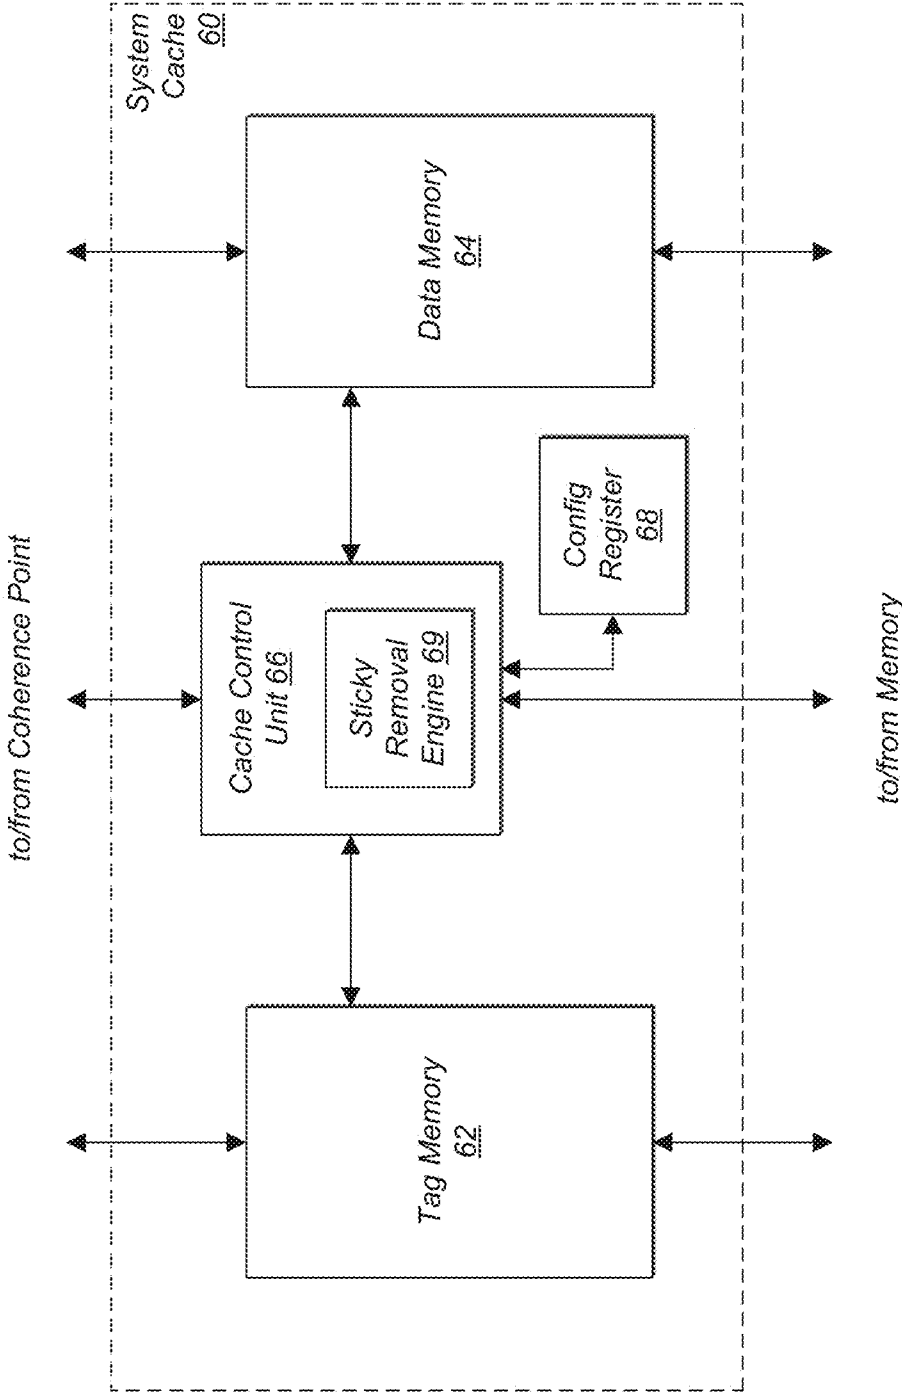 to/from Coherence Point
System
Cache
60
Cache Control
Unit 66
Sticky
Removal
Engine 69
Tag Memory
62
Data Memory
64
Config
Register
68
to/from Memory